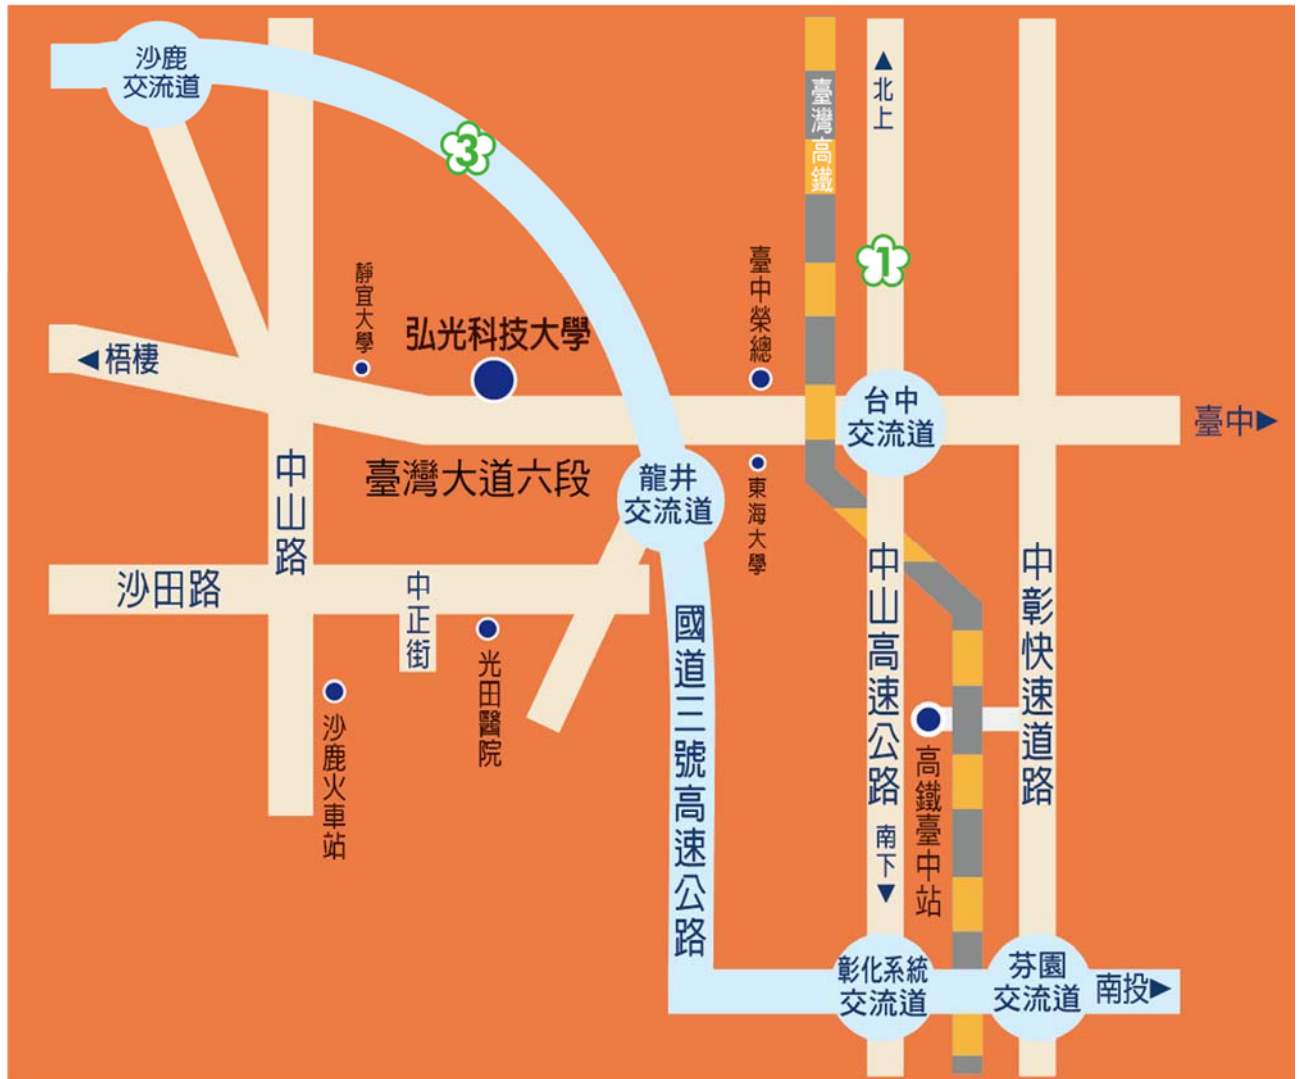 沙鹿
交流道
3
臺灣高鐵
北上
1
靜宜大學
弘光科技大學
臺中榮總
梧棲
台中
交流道
臺中
中山路
臺灣大道六段
龍井
交流道
東海大學
沙田路
中正街
光田醫院
沙鹿火車站
國道三號高速公路
中山高速公路
南下
中彰快速道路
高鐵臺中站
彰化系統
交流道
芬園
交流道
南投